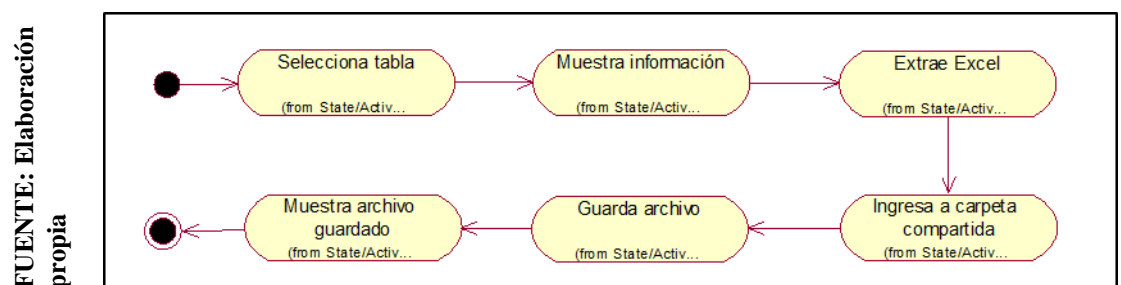 FUENTE: Elaboración
propia
Selecciona tabla
(from State/Activ...
Muestra información
(from State/Activ...
Extrae Excel
(from State/Activ...
Ingresa a carpeta
compartida
(from State/Activ...
Guarda archivo
(from State/Activ...
Muestra archivo
guardado
(from State/Activ...